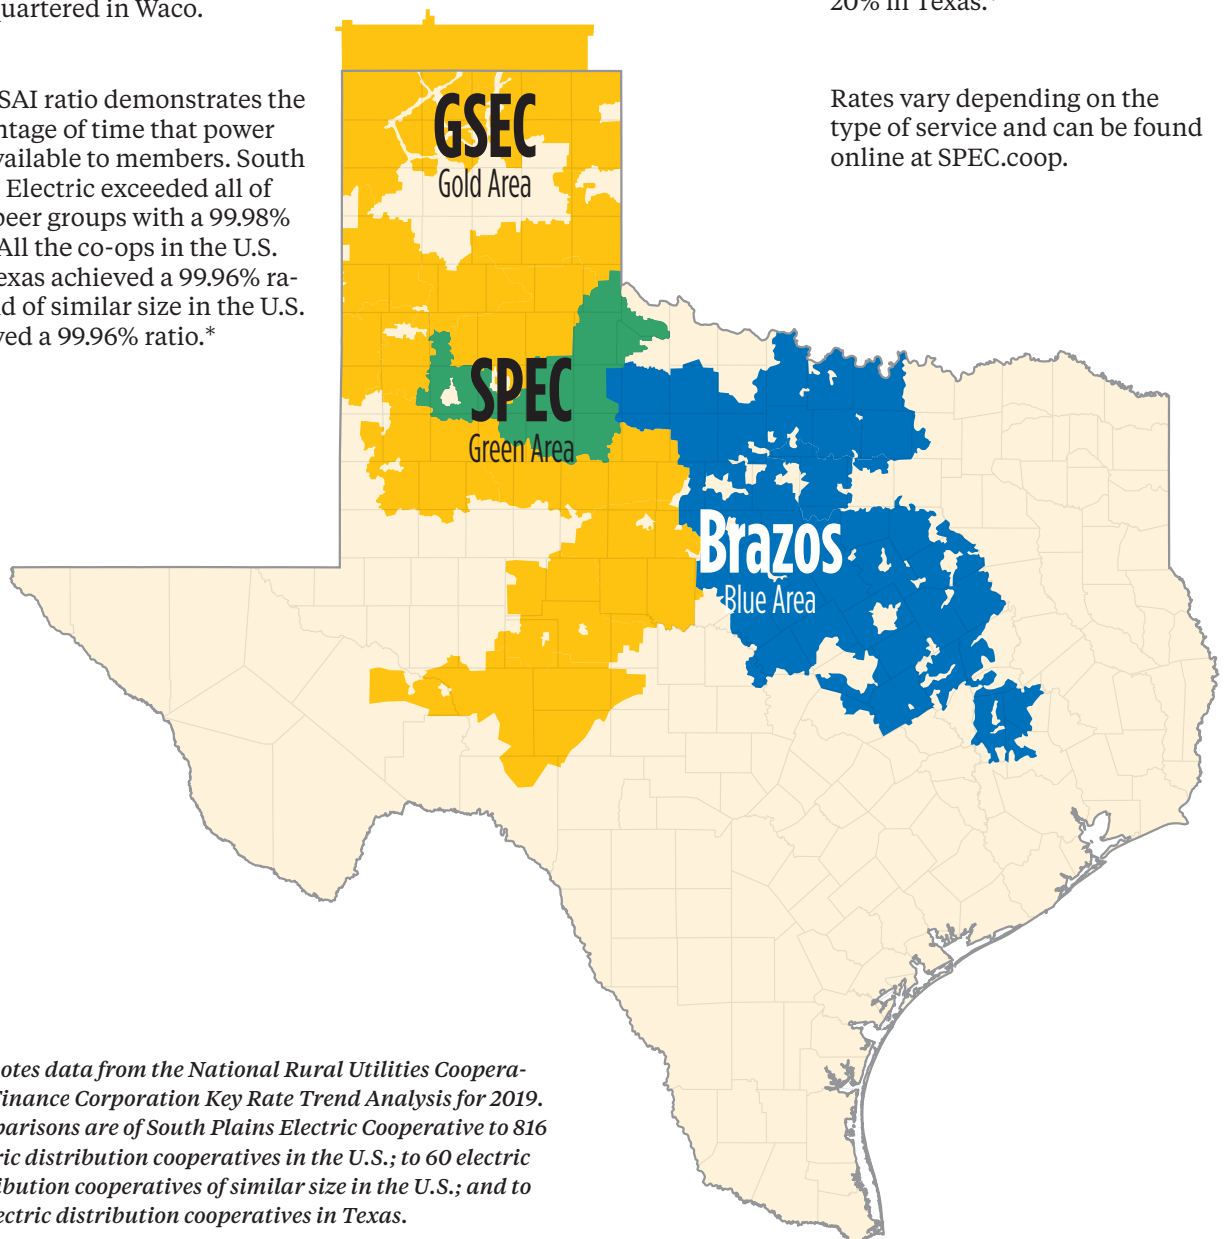 uartered in Waco.
SAI ratio demonstrates the
ntage of time that power
vailable to members. South
Electric exceeded all of
peer groups with a 99.98%
All the co-ops in the U.S.
exas achieved a 99.96% ra-
d of similar size in the U.S.
ved a 99.96% ratio.*
20% in Texas.*
Rates vary depending on the
type of service and can be found
online at SPEC.coop.
GSEC
Gold Area
SPEC
Green Area
Brazos
Blue Area
otes data from the National Rural Utilities Coopera-
Finance Corporation Key Rate Trend Analysis for 2019.
parisons are of South Plains Electric Cooperative to 816
ric distribution cooperatives in the U.S.; to 60 electric
ibution cooperatives of similar size in the U.S.; and to
ectric distribution cooperatives in Texas.